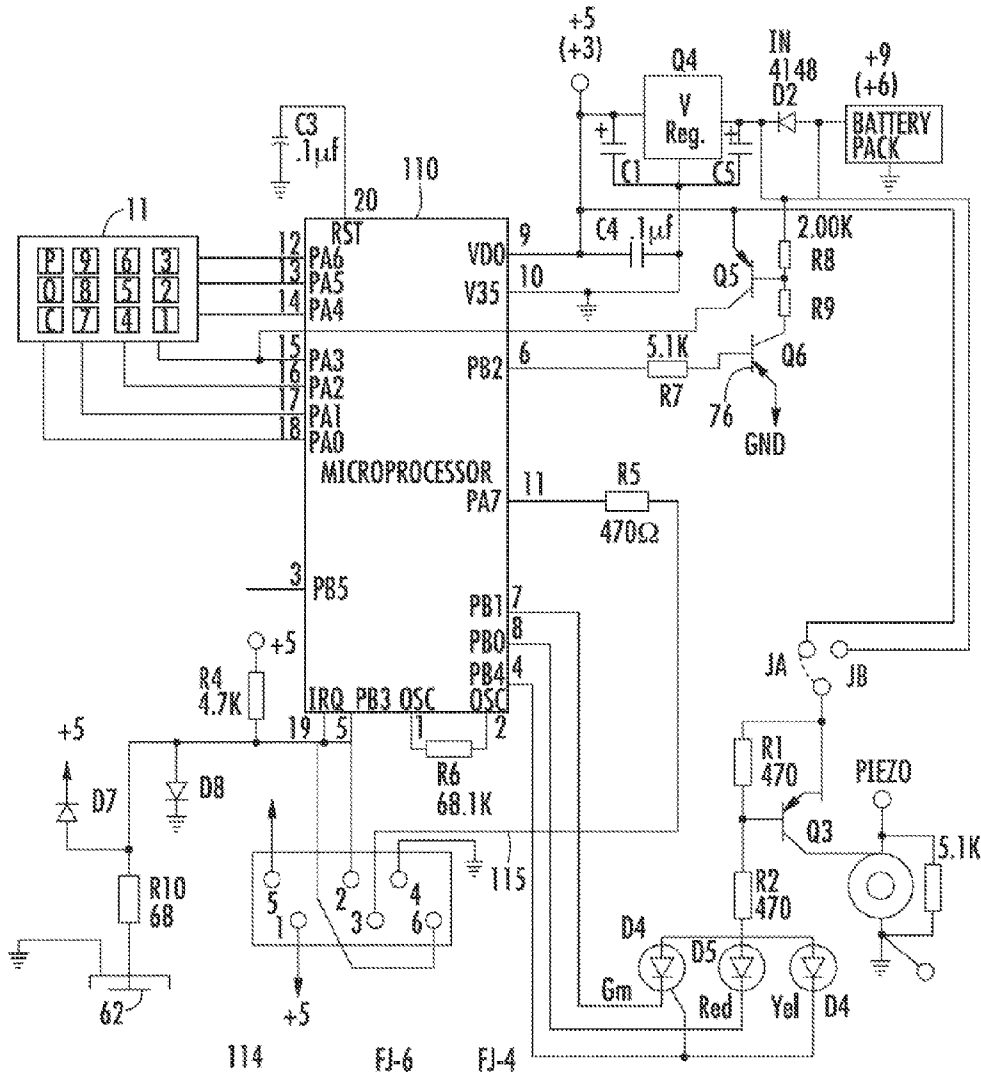 +5
(+3)
Q4
IN
4148
D2
+9
(+6)
V
Reg.
BATTERY
PACK
C3
.1µf
+
C1
+
C5
110
20
11
RST
9
VDO
C4
.1µf
2.00K
R8
Q5
10
V35
R9
P 9 6 3
0 8 5 2
C 7 4 1
12
PA6
13
PA5
14
PA4
15
PA3
16
PA2
17
PA1
18
PA0
6
PB2
5.1K
R7
Q6
76
GND
MICROPROCESSOR
11
PA7
R5
470Ω
3
PB5
7
PB1
8
PB0
4
PB4
JA
JB
+5
R4
4.7K
IRQ PB3 OSC OSC
19 5 1 2
R6
68.1K
+5
D7
D8
R1
470
PIEZO
Q3
5.1K
115
R10
68
5
2
4
1
3
6
R2
470
62
+5
D4
D5
Gm
Red
Yel
D4
114
FJ-6
FJ-4